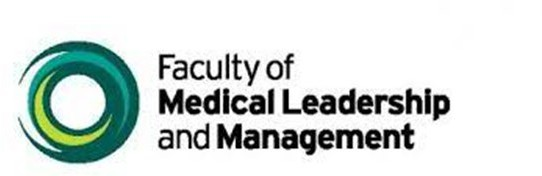 Faculty of
Medical Leadership
and Management